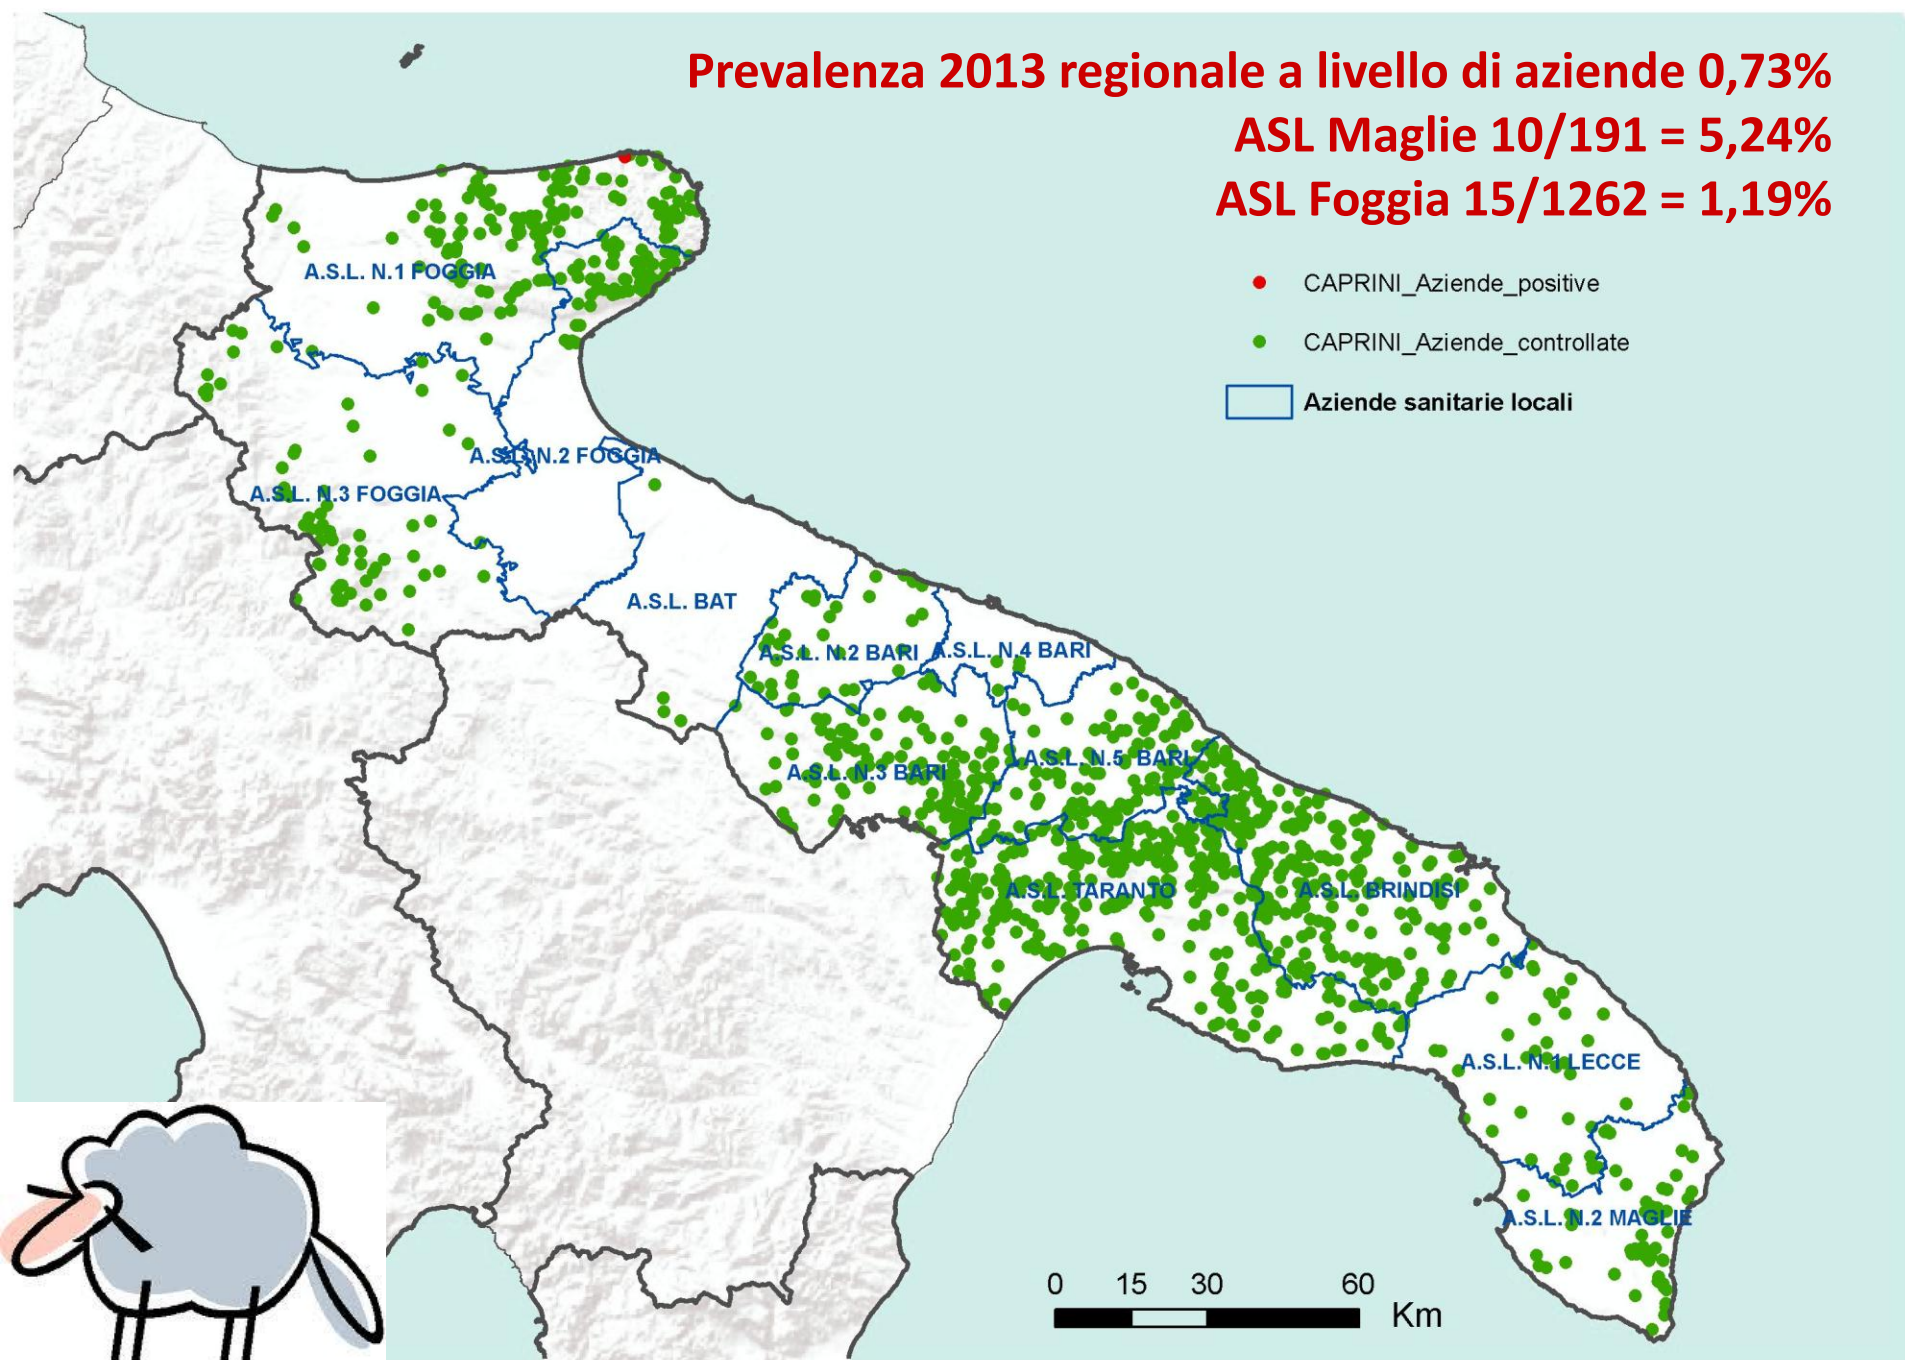 Prevalenza 2013 regionale a livello di aziende 0,73%
ASL Maglie 10/191 = 5,24%
ASL Foggia 15/1262 = 1,19%
CAPRINI_Aziende_positive
CAPRINI_Aziende_controllate
Aziende sanitarie locali
A.S.L. N.1 FOGGIA
A.S.L. N.2 FOGGIA
A.S.L. N.3 FOGGIA
A.S.L. BAT
A.S.L. N.2 BARI
A.S.L. N.4 BARI
A.S.L. N.3 BARI
A.S.L. N.5 BARI
A.S.L. TARANTO
A.S.L. BRINDISI
A.S.L. N.1 LECCE
A.S.L. N.2 MAGLIE
0 15 30 60
Km